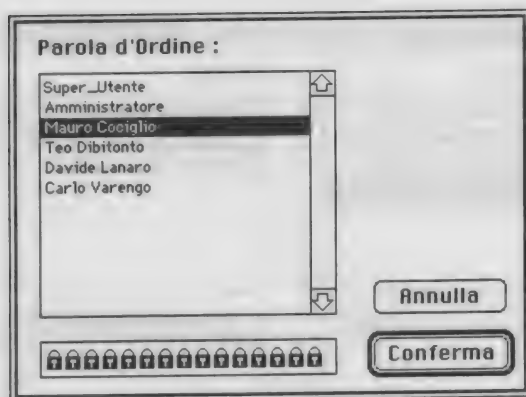 Parola d'Ordine :
Super_Utente
Amministratore
Mauro Cociglio
Teo Dibitonto
Davide Lanaro
Carlo Varengo
Annulla
Conferma